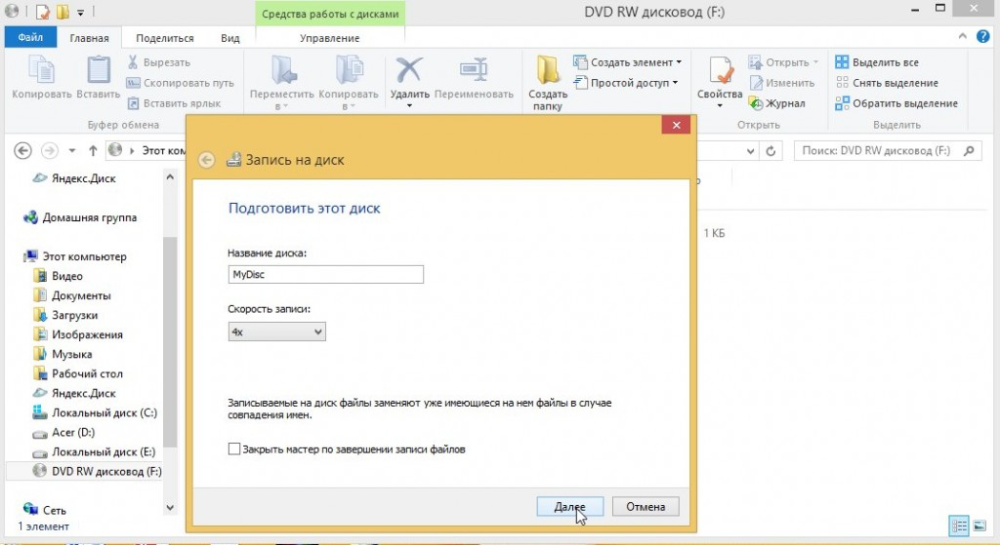 Средства работы с дисками
DVD RW дисковод (F:)
Файл
Главная
Поделиться
Вид
Управление
Копировать
Вставить
Вырезать
Скопировать путь
Вставить ярлык
Буфер обмена
Переместить
в
Копировать
в
Удалить
Переименовать
Создать
папку
Создать элемент
Простой доступ
Свойства
Открыть
Изменить
Журнал
Открыть
Выделить все
Снять выделение
Обратить выделение
Выделить
Этот ком
Поиск: DVD RW дисковод (F:)
Яндекс.Диск
Домашняя группа
Этот компьютер
Видео
Документы
Загрузки
Изображения
Музыка
Рабочий стол
Яндекс.Диск
Локальный диск (C:)
Acer (D:)
Локальный диск (E:)
DVD RW дисковод (F:)
Сеть
1 элемент
1 КБ
Запись на диск
Подготовить этот диск
Название диска:
MyDisc
Скорость записи:
4x
Записываемые на диск файлы заменяют уже имеющиеся на нем файлы в случае
совпадения имен.
Закрыть мастер по завершении записи файлов
Далее
Отмена